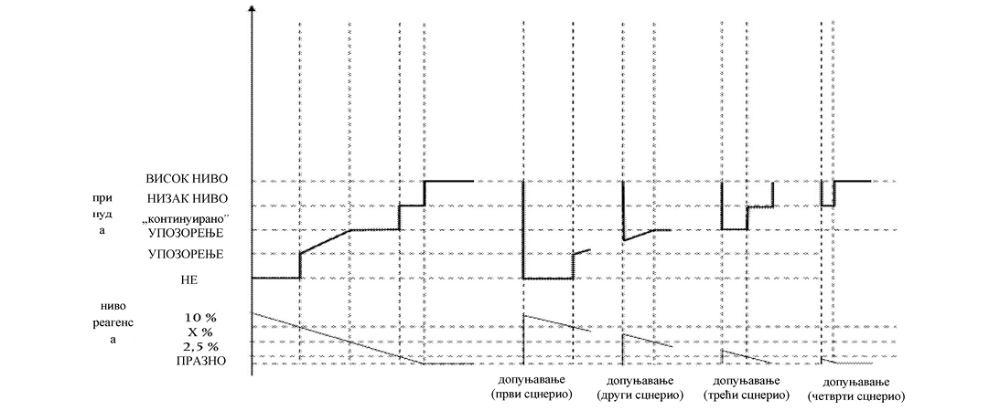 ВИСОК НИВО
при
нуд
а
НИЗАК НИВО
„континуирано”
УПОЗОРЕЊЕ
УПОЗОРЕЊЕ
НЕ
ниво
реагенс
а
10 %
X %
2,5 %
ПРАЗНО
допуњавање
(први сцнерио)
допуњавање
(други сцнерио)
допуњавање
(трећи сцнерио)
допуњавање
(четврти сцнерио)